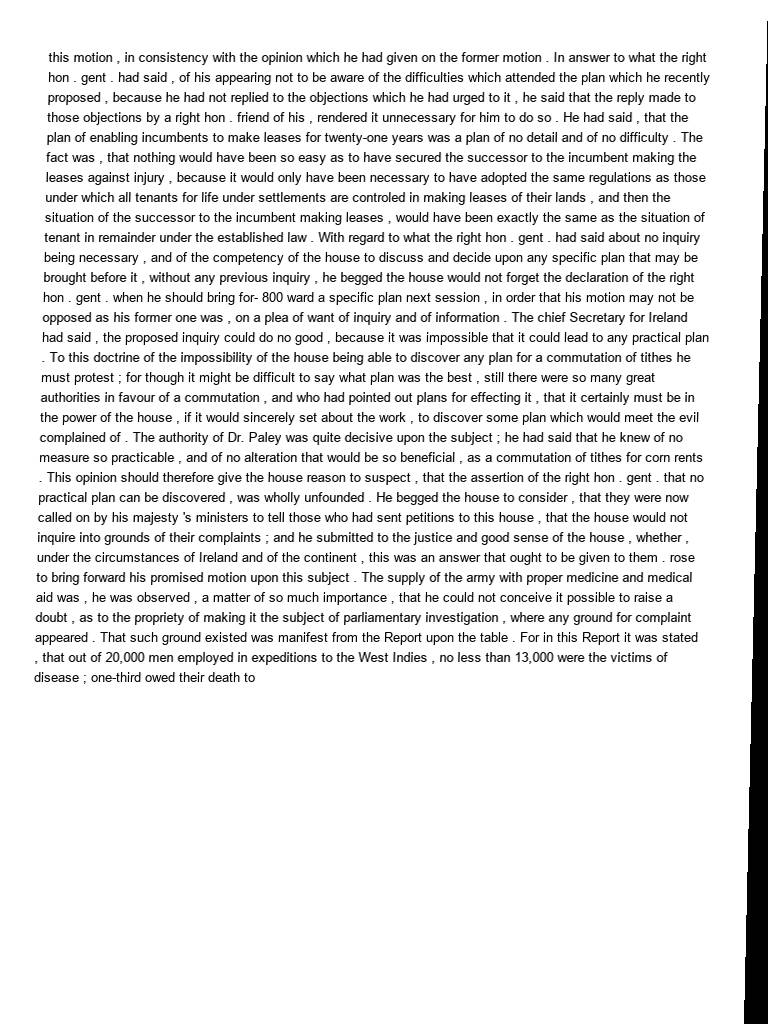 this motion , in consistency with the opinion which he had given on the former motion . In answer to what the right
hon . gent . had said , of his appearing not to be aware of the difficulties which attended the plan which he recently
proposed , because he had not replied to the objections which he had urged to it , he said that the reply made to
those objections by a right hon . friend of his , rendered it unnecessary for him to do so . He had said , that the
plan of enabling incumbents to make leases for twenty-one years was a plan of no detail and of no difficulty . The
fact was , that nothing would have been so easy as to have secured the successor to the incumbent making the
leases against injury , because it would only have been necessary to have adopted the same regulations as those
under which all tenants for life under settlements are controled in making leases of their lands , and then the
situation of the successor to the incumbent making leases , would have been exactly the same as the situation of
tenant in remainder under the established law . With regard to what the right hon . gent . had said about no inquiry
being necessary , and of the competency of the house to discuss and decide upon any specific plan that may be
brought before it , without any previous inquiry , he begged the house would not forget the declaration of the right
hon . gent . when he should bring for- 800 ward a specific plan next session , in order that his motion may not be
opposed as his former one was , on a plea of want of inquiry and of information . The chief Secretary for Ireland
had said , the proposed inquiry could do no good , because it was impossible that it could lead to any practical plan
. To this doctrine of the impossibility of the house being able to discover any plan for a commutation of tithes he
must protest ; for though it might be difficult to say what plan was the best , still there were so many great
authorities in favour of a commutation , and who had pointed out plans for effecting it , that it certainly must be in
the power of the house , if it would sincerely set about the work , to discover some plan which would meet the evil
complained of . The authority of Dr. Paley was quite decisive upon the subject ; he had said that he knew of no
measure so practicable , and of no alteration that would be so beneficial , as a commutation of tithes for corn rents
. This opinion should therefore give the house reason to suspect , that the assertion of the right hon . gent . that no
practical plan can be discovered , was wholly unfounded . He begged the house to consider , that they were now
called on by his majesty 's ministers to tell those who had sent petitions to this house , that the house would not
inquire into grounds of their complaints ; and he submitted to the justice and good sense of the house , whether ,
under the circumstances of Ireland and of the continent , this was an answer that ought to be given to them . rose
to bring forward his promised motion upon this subject . The supply of the army with proper medicine and medical
aid was , he was observed , a matter of so much importance , that he could not conceive it possible to raise a
doubt , as to the propriety of making it the subject of parliamentary investigation , where any ground for complaint
appeared . That such ground existed was manifest from the Report upon the table . For in this Report it was stated
, that out of 20,000 men employed in expeditions to the West Indies , no less than 13,000 were the victims of
disease ; one-third owed their death to